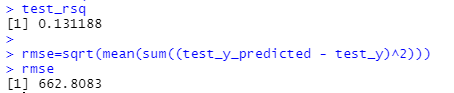 > test_rsq
[1] 0.131188
>
> rmse=sqrt(mean(sum((test_y_predicted - test_y)^2)))
> rmse
[1] 662.8083